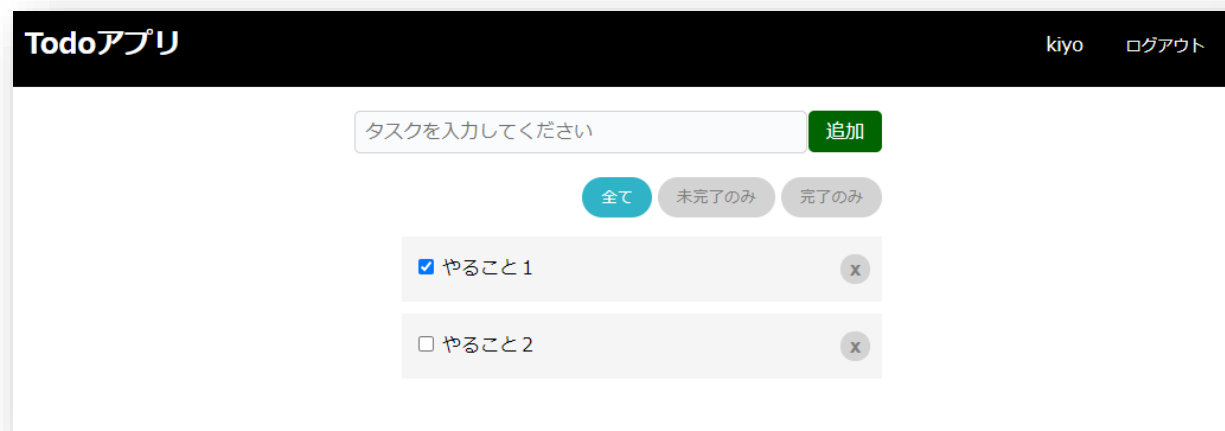 Todoアプリ kiyo ログアウト
タスクを入力してください 追加
全て 未完了のみ 完了のみ
やること１ x
やること２ x